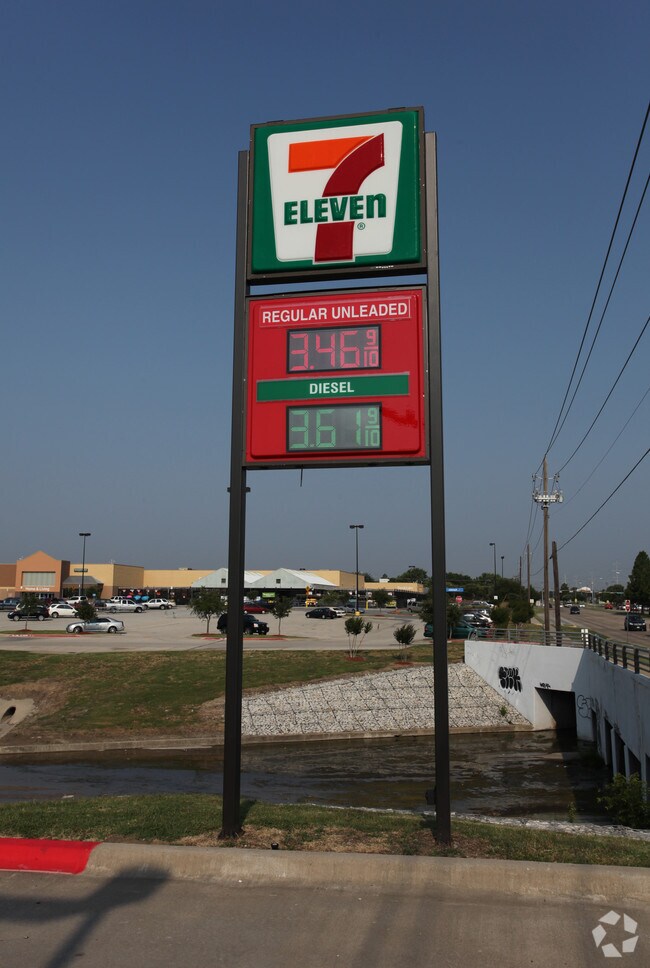 7
ELEVEn
®
REGULAR UNLEADED
3.46 9/10
DIESEL
3.61 9/10